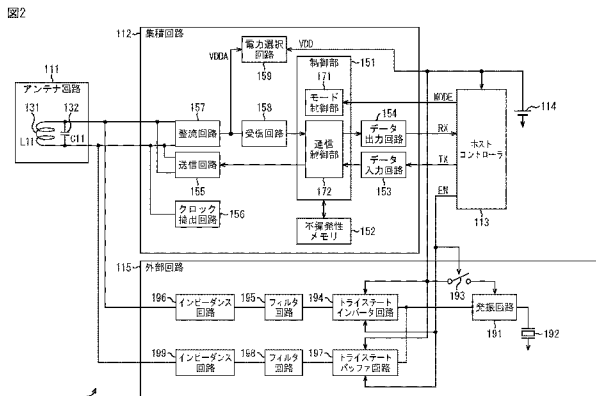 図2
112 集積回路
電力選択
回路
159
VDD
VDDA
制御部
151
171
モード
制御部
MODE
114
111
アンテナ回路
131
132
L11
C11
157
整流回路
158
受信回路
通信
制御部
172
154
データ
出力回路
RX
ホスト
コントローラ
113
送信回路
155
データ
入力回路
153
TX
クロック
抽出回路
156
不揮発性
メモリ
152
EN
115 外部回路
193
196
インピーダンス
回路
195
フィルタ
回路
194
トライステート
インバータ回路
発振回路
191
192
199
インピーダンス
回路
198
フィルタ
回路
197
トライステート
バッファ回路